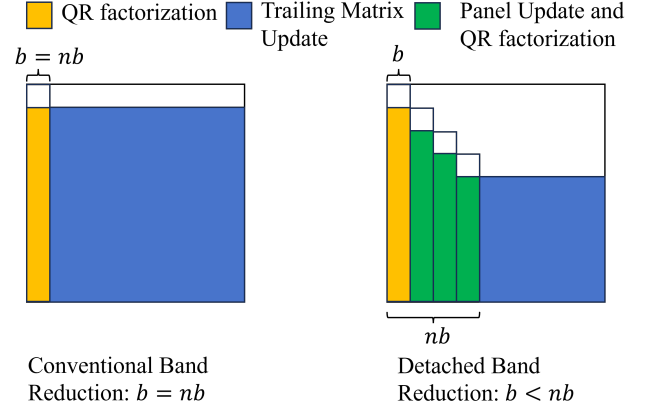 QR factorization
Trailing Matrix
Update
Panel Update and
QR factorization
b = nb
b
nb
Conventional Band
Reduction: b = nb
Detached Band
Reduction: b < nb